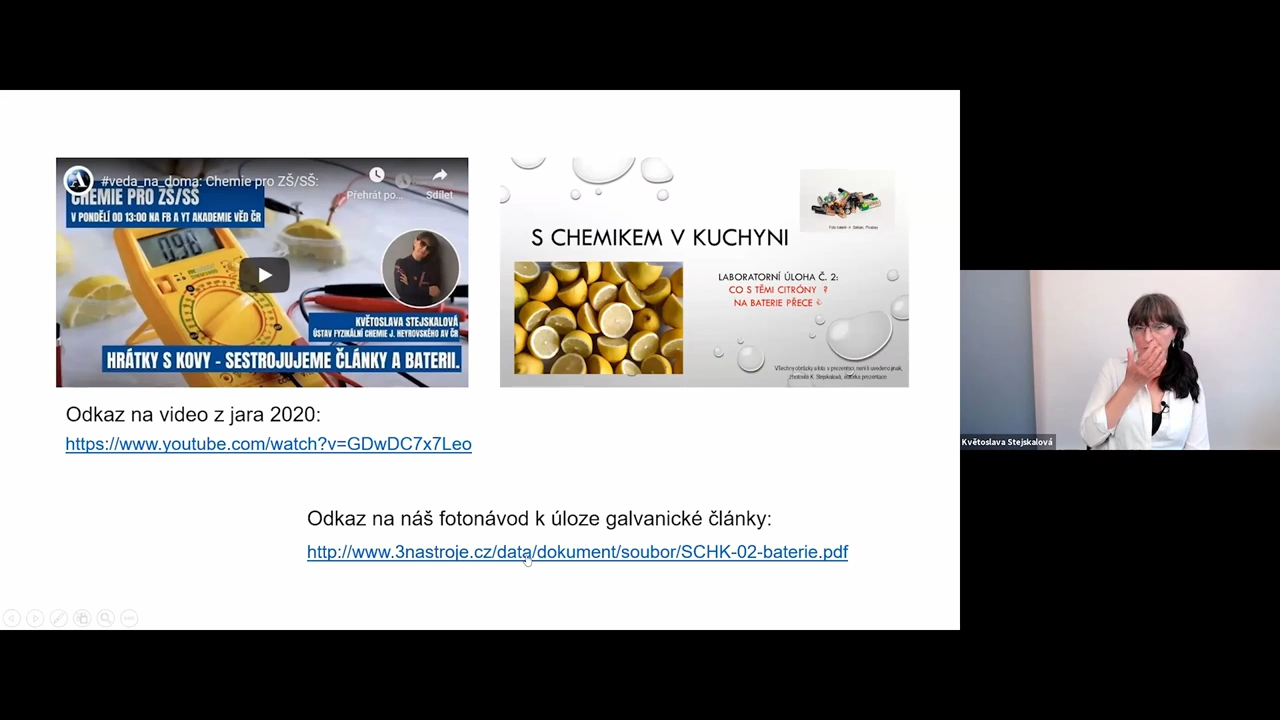 #veda_na_doma: Chemie pro ZŠ/SŠ:
CHEMIE PRO ZŠ/SŠ
Přehrát po...
Sdílet
V PONDĚLÍ OD 13:00 NA FB A YT AKADEMIE VĚD ČR
KVĚTOSLAVA STEJSKALOVÁ
ÚSTAV FYZIKÁLNÍ CHEMIE J. HEYROVSKÉHO AV ČR
HRÁTKY S KOVY - SESTROJUJEME ČLÁNKY A BATERII.
S CHEMIKEM V KUCHYNI
LABORATORNÍ ÚLOHA Č. 2:
CO S TĚMI CITRÓNY ?
NA BATERIE PŘECE
Odkaz na video z jara 2020:
https://www.youtube.com/watch?v=GDwDC7x7Leo
Odkaz na náš fotonávod k úloze galvanické články:
http://www.3nastroje.cz/data/dokument/soubor/SCHK-02-baterie.pdf
Květoslava Stejskalová